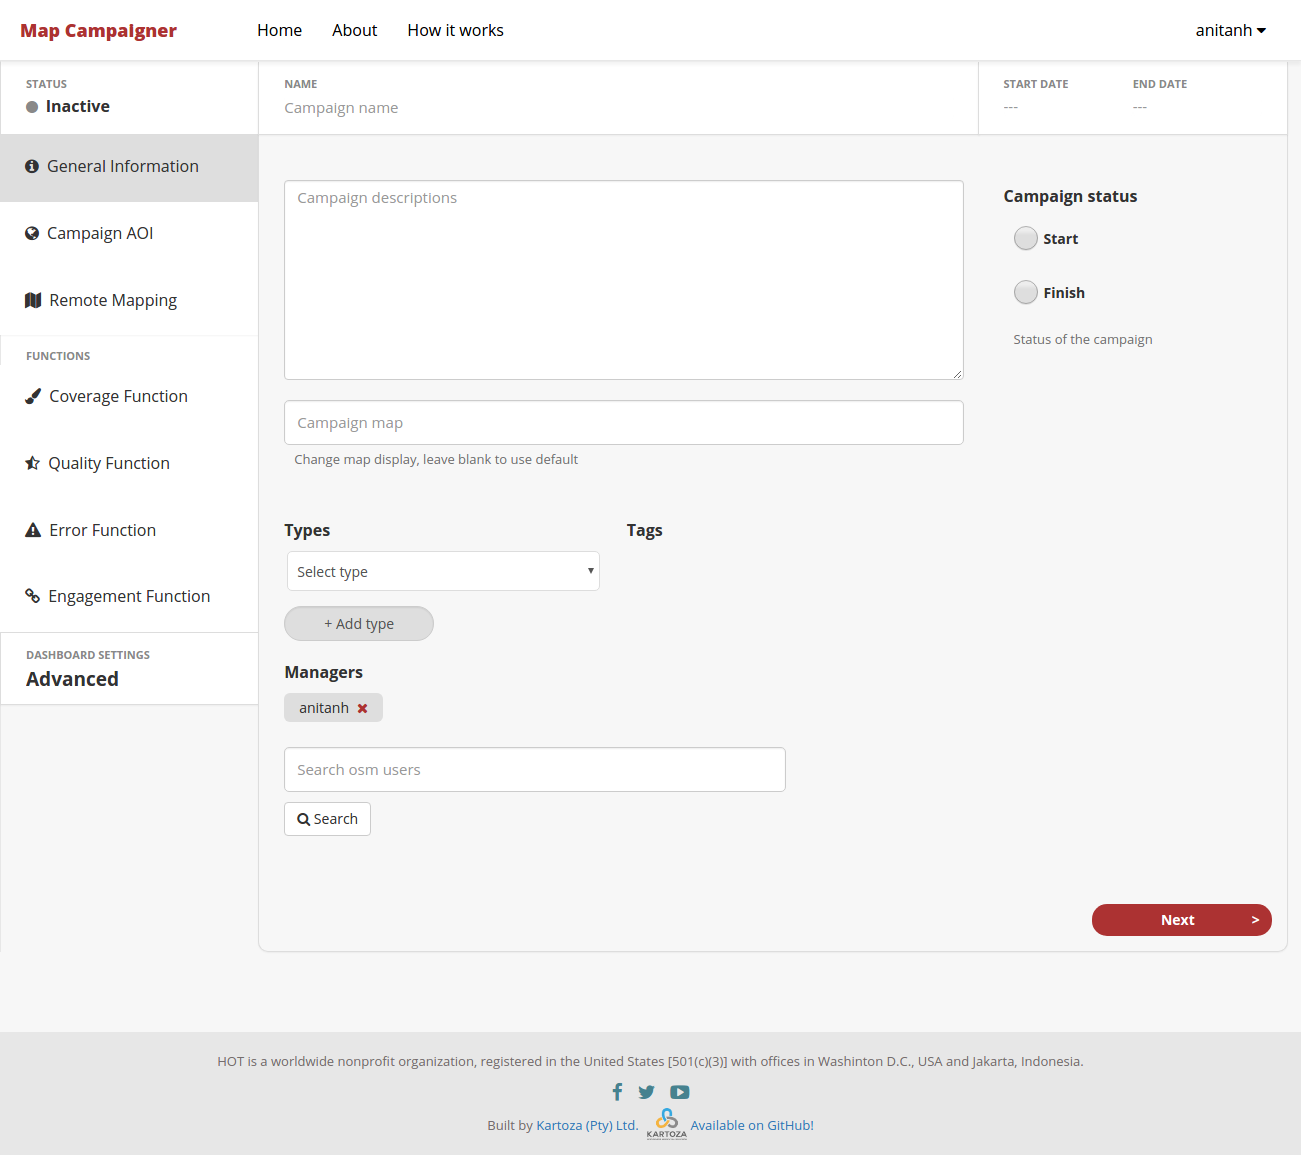 Map Campaigner
Home About How it works
anitanh
STATUS
Inactive
NAME
Campaign name
START DATE
---
END DATE
---
General Information
Campaign AOI
Remote Mapping
FUNCTIONS
Coverage Function
Quality Function
Error Function
Engagement Function
DASHBOARD SETTINGS
Advanced
Campaign descriptions
Campaign status
Start
Finish
Status of the campaign
Campaign map
Change map display, leave blank to use default
Types
Select type
+ Add type
Tags
Managers
anitanh
Search osm users
Search
Next >
HOT is a worldwide nonprofit organization, registered in the United States [501(c)(3)] with offices in Washinton D.C., USA and Jakarta, Indonesia.
Built by Kartoza (Pty) Ltd. KARTOZA Available on GitHub!